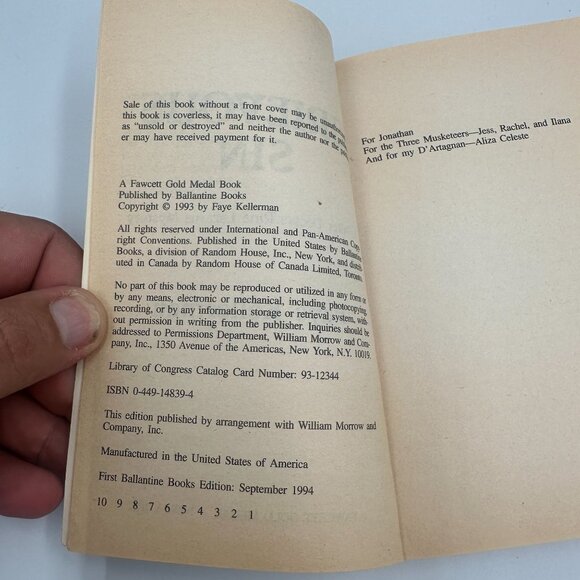 Sale of this book without a front cover may be
this book is coverless, it may have been reported to the
as "unsold or destroyed" and neither the author nor the
er may have received payment for it.
A Fawcett Gold Medal Book
Published by Ballantine Books
Copyright © 1993 by Faye Kellerman
All rights reserved under International and Pan-American Copy-
right Conventions. Published in the United States by Ballantine
Books, a division of Random House, Inc., New York, and distrib-
uted in Canada by Random House of Canada Limited, Toronto.
No part of this book may be reproduced or utilized in any form or
by any means, electronic or mechanical, including photocopying,
recording, or by any information storage or retrieval system, with-
out permission in writing from the publisher. Inquiries should be
addressed to Permissions Department, William Morrow and Com-
pany, Inc., 1350 Avenue of the Americas, New York, N.Y. 10019.
Library of Congress Catalog Card Number: 93-12344
ISBN 0-449-14839-4
This edition published by arrangement with William Morrow and
Company, Inc.
Manufactured in the United States of America
First Ballantine Books Edition: September 1994
10 9 8 7 6 5 4 3 2 1
For Jonathan
For the Three Musketeers—Jess, Rachel, and Ilana
And for my D'Artagnan—Aliza Celeste